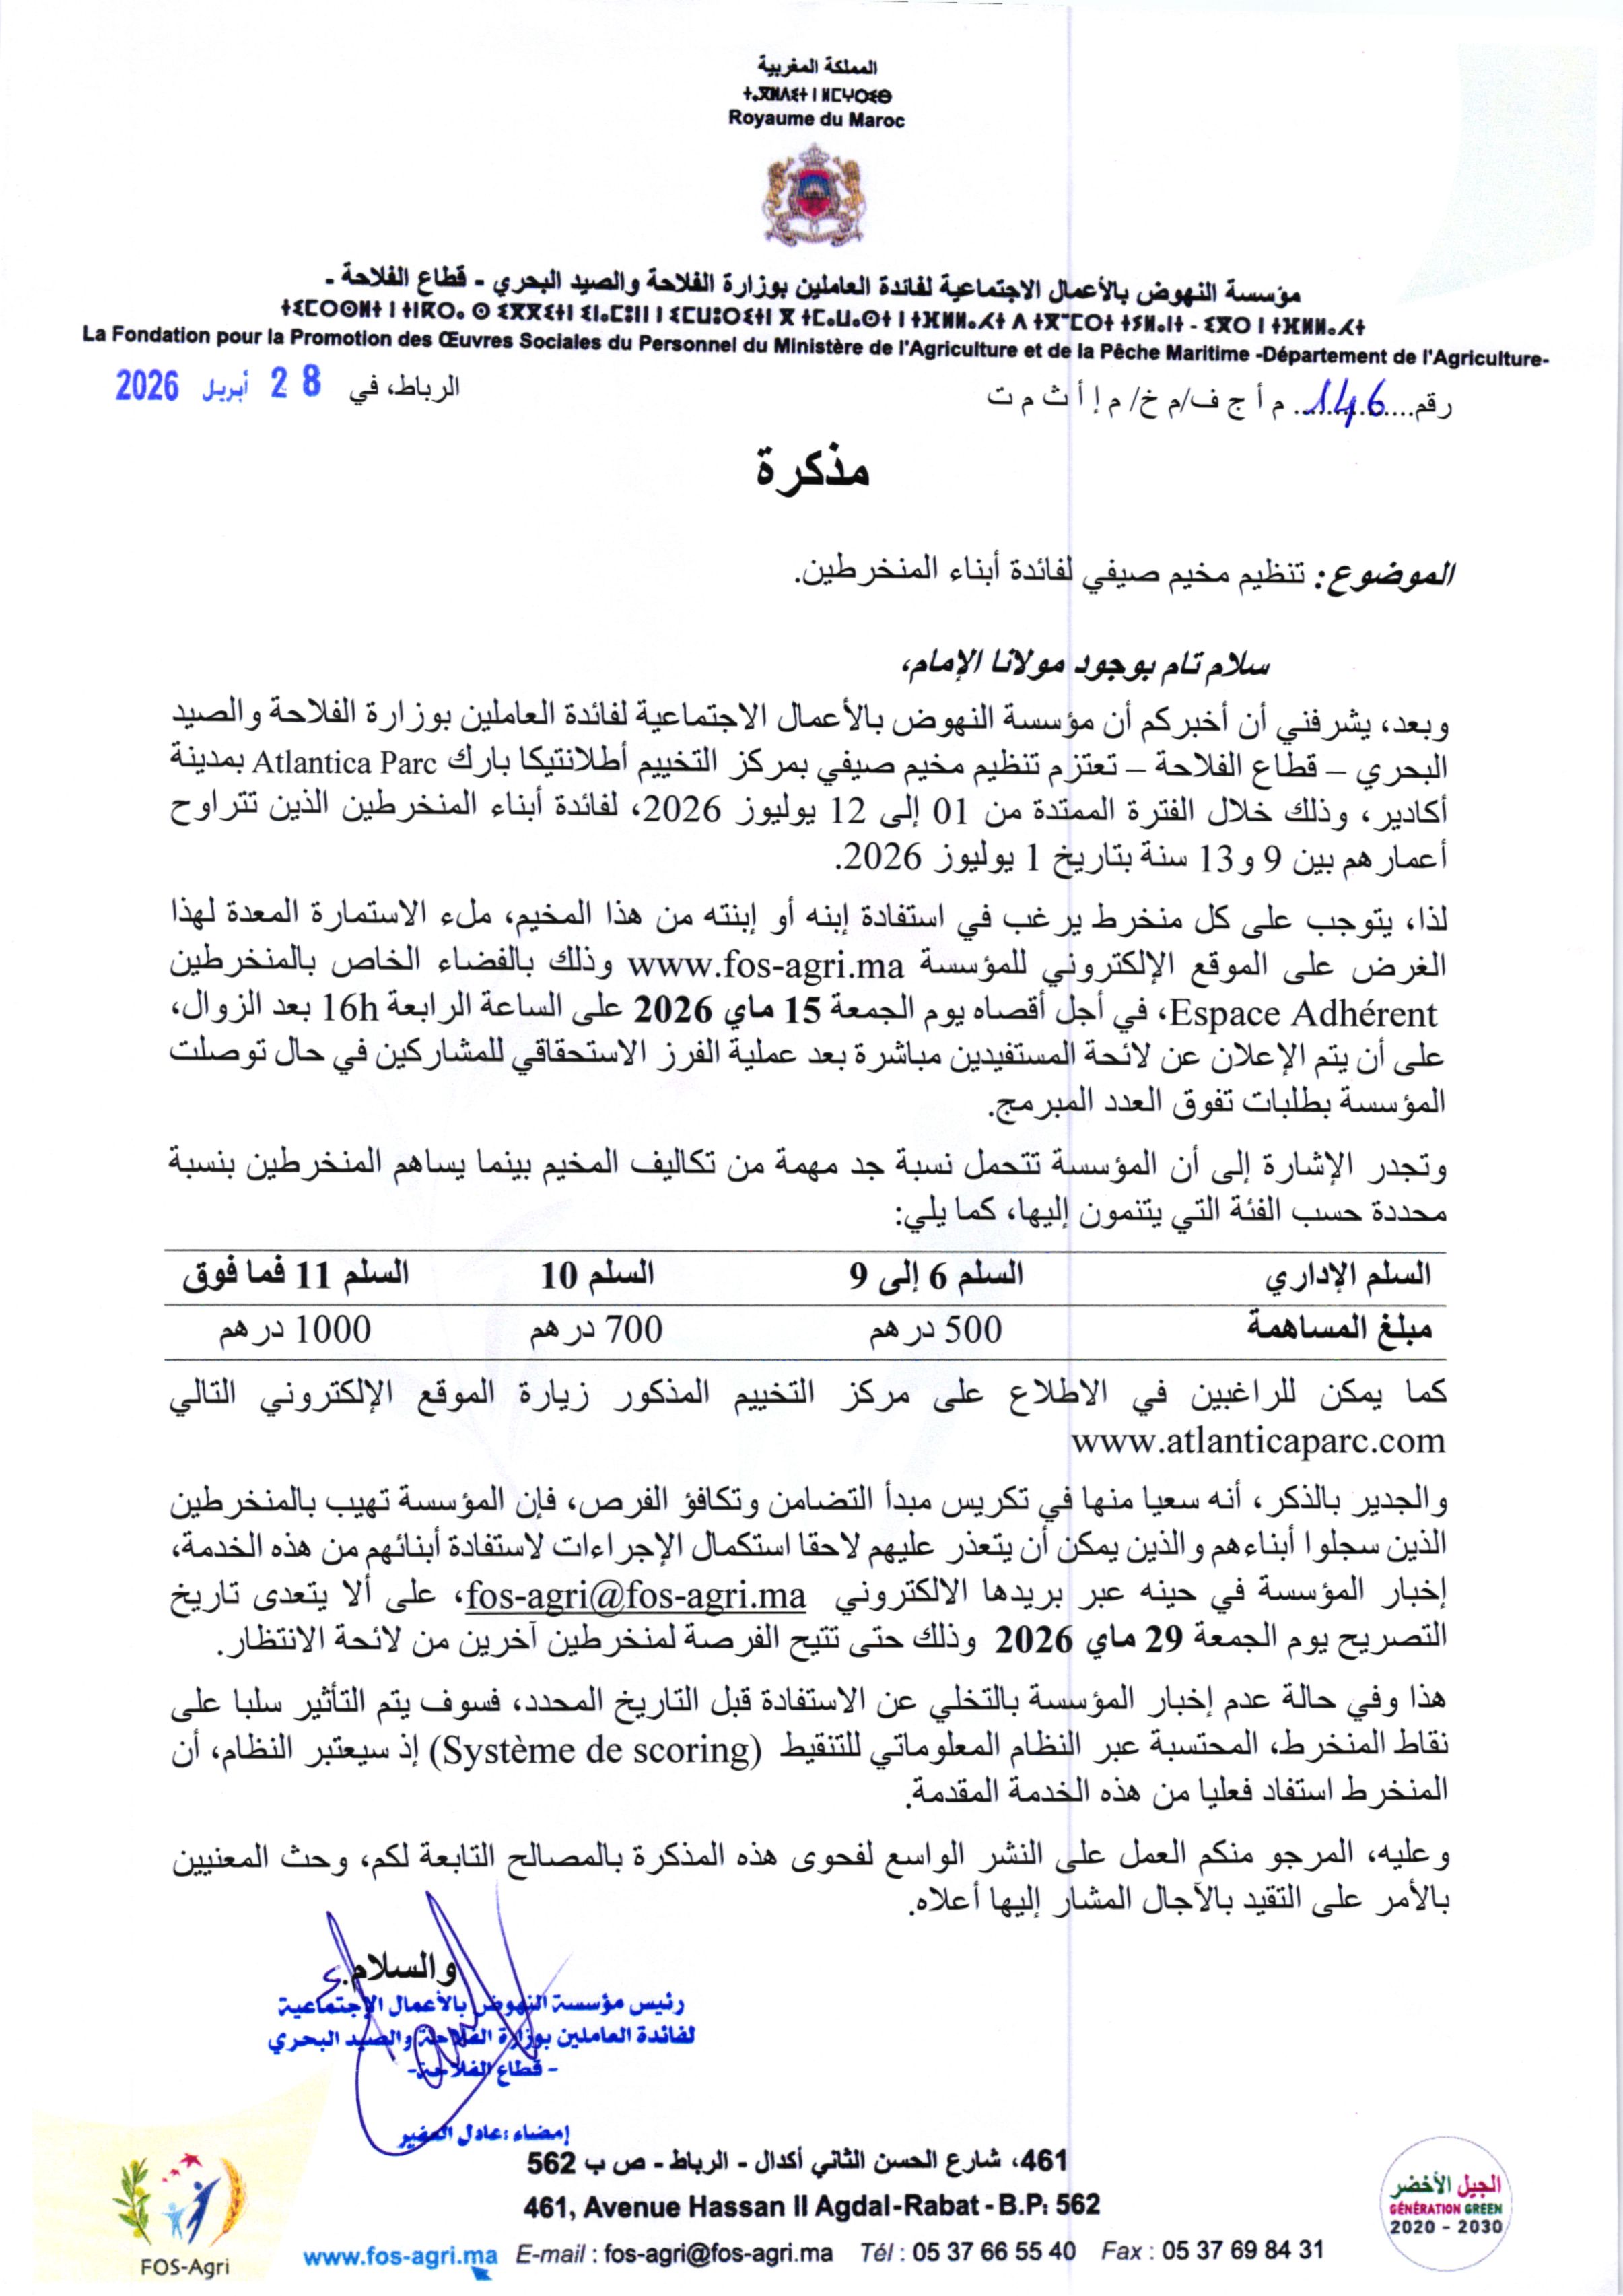 المملكة المغربية
ⵜⴰⴳⵍⴷⵉⵜ ⵏ ⵍⵎⵖⵔⵉⴱ
Royaume du Maroc
مؤسسة النهوض بالأعمال الاجتماعية لفائدة العاملين بوزارة الفلاحة والصيد البحري - قطاع الفلاحة -
La Fondation pour la Promotion des Œuvres Sociales du Personnel du Ministère de l'Agriculture et de la Pêche Maritime -Département de l'Agriculture-
رقم....146....م أ ج ف/م خ/ م إ أ ث م ت
الرباط، في 28 أبريل 2026
مذكرة
الموضوع: تنظيم مخيم صيفي لفائدة أبناء المنخرطين.
سلام تام بوجود مولانا الإمام،
وبعد، يشرفني أن أخبركم أن مؤسسة النهوض بالأعمال الاجتماعية لفائدة العاملين بوزارة الفلاحة والصيد
البحري – قطاع الفلاحة – تعتزم تنظيم مخيم صيفي بمركز التخييم أطلانتيكا بارك Atlantica Parc بمدينة
أكادير، وذلك خلال الفترة الممتدة من 01 إلى 12 يوليوز 2026، لفائدة أبناء المنخرطين الذين تتراوح
أعمارهم بين 9 و13 سنة بتاريخ 1 يوليوز 2026.
لذا، يتوجب على كل منخرط يرغب في استفادة إبنه أو إبنته من هذا المخيم، ملء الاستمارة المعدة لهذا
الغرض على الموقع الإلكتروني للمؤسسة www.fos-agri.ma وذلك بالفضاء الخاص بالمنخرطين
Espace Adhérent، في أجل أقصاه يوم الجمعة 15 ماي 2026 على الساعة الرابعة 16h بعد الزوال،
على أن يتم الإعلان عن لائحة المستفيدين مباشرة بعد عملية الفرز الاستحقاقي للمشاركين في حال توصلت
المؤسسة بطلبات تفوق العدد المبرمج.
وتجدر الإشارة إلى أن المؤسسة تتحمل نسبة جد مهمة من تكاليف المخيم بينما يساهم المنخرطين بنسبة
محددة حسب الفئة التي يتنمون إليها، كما يلي:
السلم الإداري السلم 6 إلى 9 السلم 10 السلم 11 فما فوق
مبلغ المساهمة 500 درهم 700 درهم 1000 درهم
كما يمكن للراغبين في الاطلاع على مركز التخييم المذكور زيارة الموقع الإلكتروني التالي
www.atlanticaparc.com
والجدير بالذكر، أنه سعيا منها في تكريس مبدأ التضامن وتكافؤ الفرص، فإن المؤسسة تهيب بالمنخرطين
الذين سجلوا أبناءهم والذين يمكن أن يتعذر عليهم لاحقا استكمال الإجراءات لاستفادة أبنائهم من هذه الخدمة،
إخبار المؤسسة في حينه عبر بريدها الالكتروني fos-agri@fos-agri.ma، على ألا يتعدى تاريخ
التصريح يوم الجمعة 29 ماي 2026 وذلك حتى تتيح الفرصة لمنخرطين آخرين من لائحة الانتظار.
هذا وفي حالة عدم إخبار المؤسسة بالتخلي عن الاستفادة قبل التاريخ المحدد، فسوف يتم التأثير سلبا على
نقاط المنخرط، المحتسبة عبر النظام المعلوماتي للتنقيط (Système de scoring) إذ سيعتبر النظام، أن
المنخرط استفاد فعليا من هذه الخدمة المقدمة.
وعليه، المرجو منكم العمل على النشر الواسع لفحوى هذه المذكرة بالمصالح التابعة لكم، وحث المعنيين
بالأمر على التقيد بالآجال المشار إليها أعلاه.
والسلام.
رئيس مؤسسة النهوض بالأعمال الإجتماعية
لفائدة العاملين بوزارة الفلاحة والصيد البحري
- قطاع الفلاحة -
إمضاء :عادل
461، شارع الحسن الثاني أكدال - الرباط - ص ب 562
461, Avenue Hassan II Agdal-Rabat - B.P: 562
www.fos-agri.ma E-mail : fos-agri@fos-agri.ma Tél : 05 37 66 55 40 Fax : 05 37 69 84 31
FOS-Agri
الجيل الأخضر
GÉNÉRATION GREEN
2020 - 2030